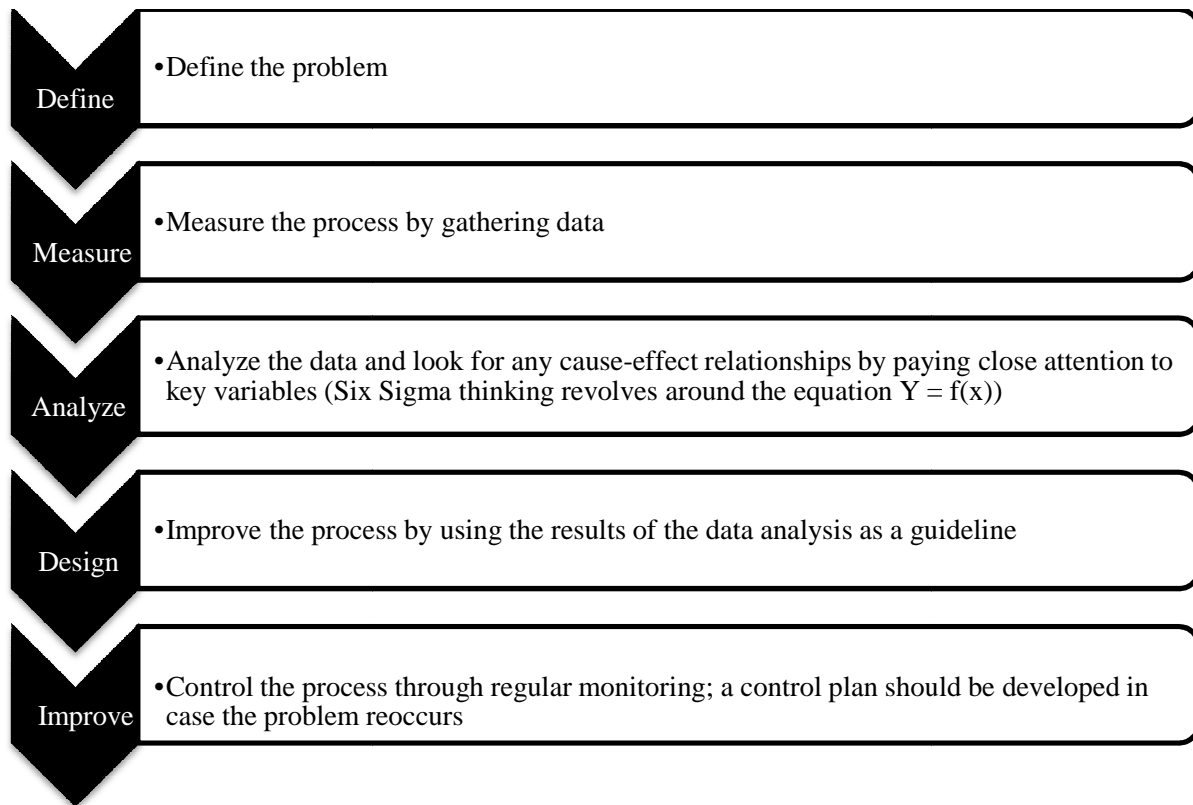 Define
•Define the problem
Measure
•Measure the process by gathering data
Analyze
•Analyze the data and look for any cause-effect relationships by paying close attention to
key variables (Six Sigma thinking revolves around the equation Y = f(x))
Design
•Improve the process by using the results of the data analysis as a guideline
Improve
•Control the process through regular monitoring; a control plan should be developed in
case the problem reoccurs